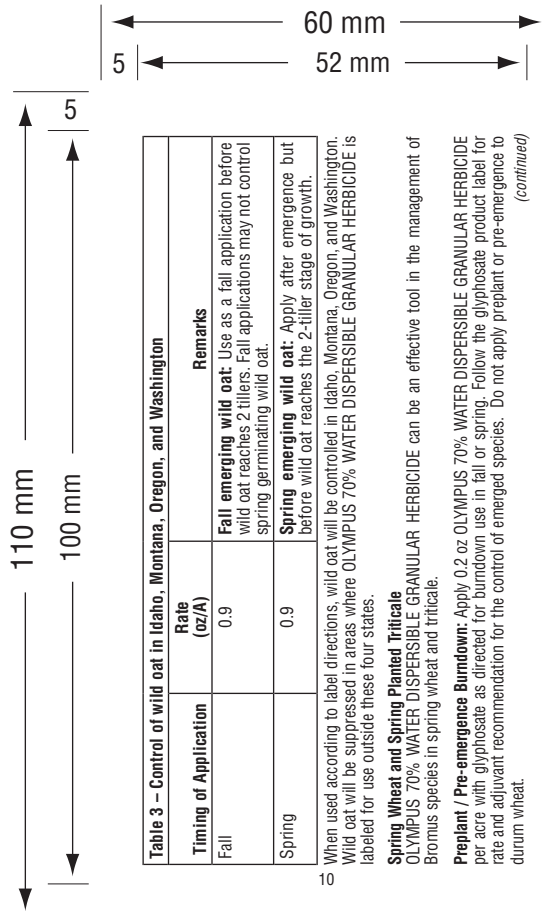 60 mm
5
52 mm
110 mm
5
100 mm
Table 3 – Control of wild oat in Idaho, Montana, Oregon, and Washington
Timing of Application
Rate
(oz/A)
Remarks
Fall
0.9
Fall emerging wild oat: Use as a fall application before
wild oat reaches 2 tillers. Fall applications may not control
spring germinating wild oat.
Spring
0.9
Spring emerging wild oat: Apply after emergence but
before wild oat reaches the 2-tiller stage of growth.
When used according to label directions, wild oat will be controlled in Idaho, Montana, Oregon, and Washington.
Wild oat will be suppressed in areas where OLYMPUS 70% WATER DISPERSIBLE GRANULAR HERBICIDE is
labeled for use outside these four states.
Spring Wheat and Spring Planted Triticale
OLYMPUS 70% WATER DISPERSIBLE GRANULAR HERBICIDE can be an effective tool in the management of
Bromus species in spring wheat and triticale.
Preplant / Pre-emergence Burndown: Apply 0.2 oz OLYMPUS 70% WATER DISPERSIBLE GRANULAR HERBICIDE
per acre with glyphosate as directed for burndown use in fall or spring. Follow the glyphosate product label for
rate and adjuvant recommendation for the control of emerged species. Do not apply preplant or pre-emergence to
durum wheat.
(continued)
10